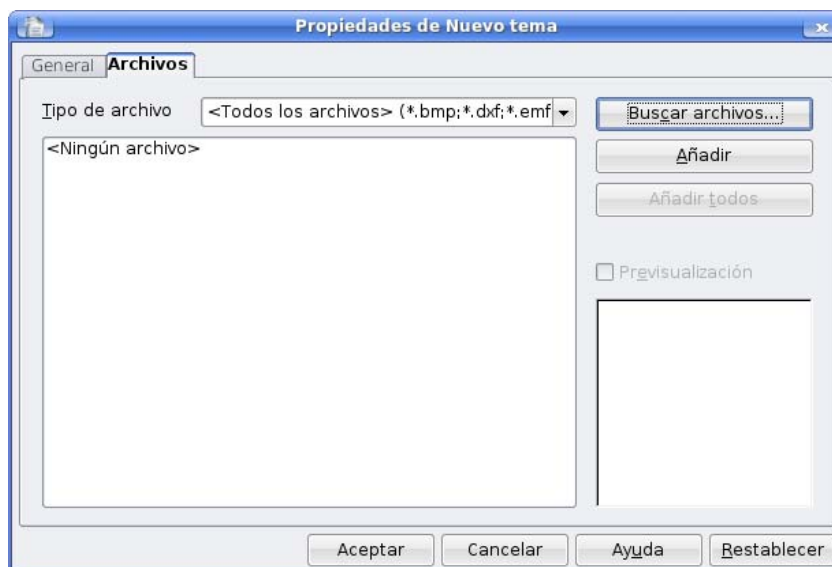 Propiedades de Nuevo tema
General Archivos
Tipo de archivo <Todos los archivos> (*.bmp;*.dxf;*.emf Buscar archivos...
<Ningún archivo>
Añadir
Añadir todos
Previsualización
Aceptar Cancelar Ayuda Restablecer